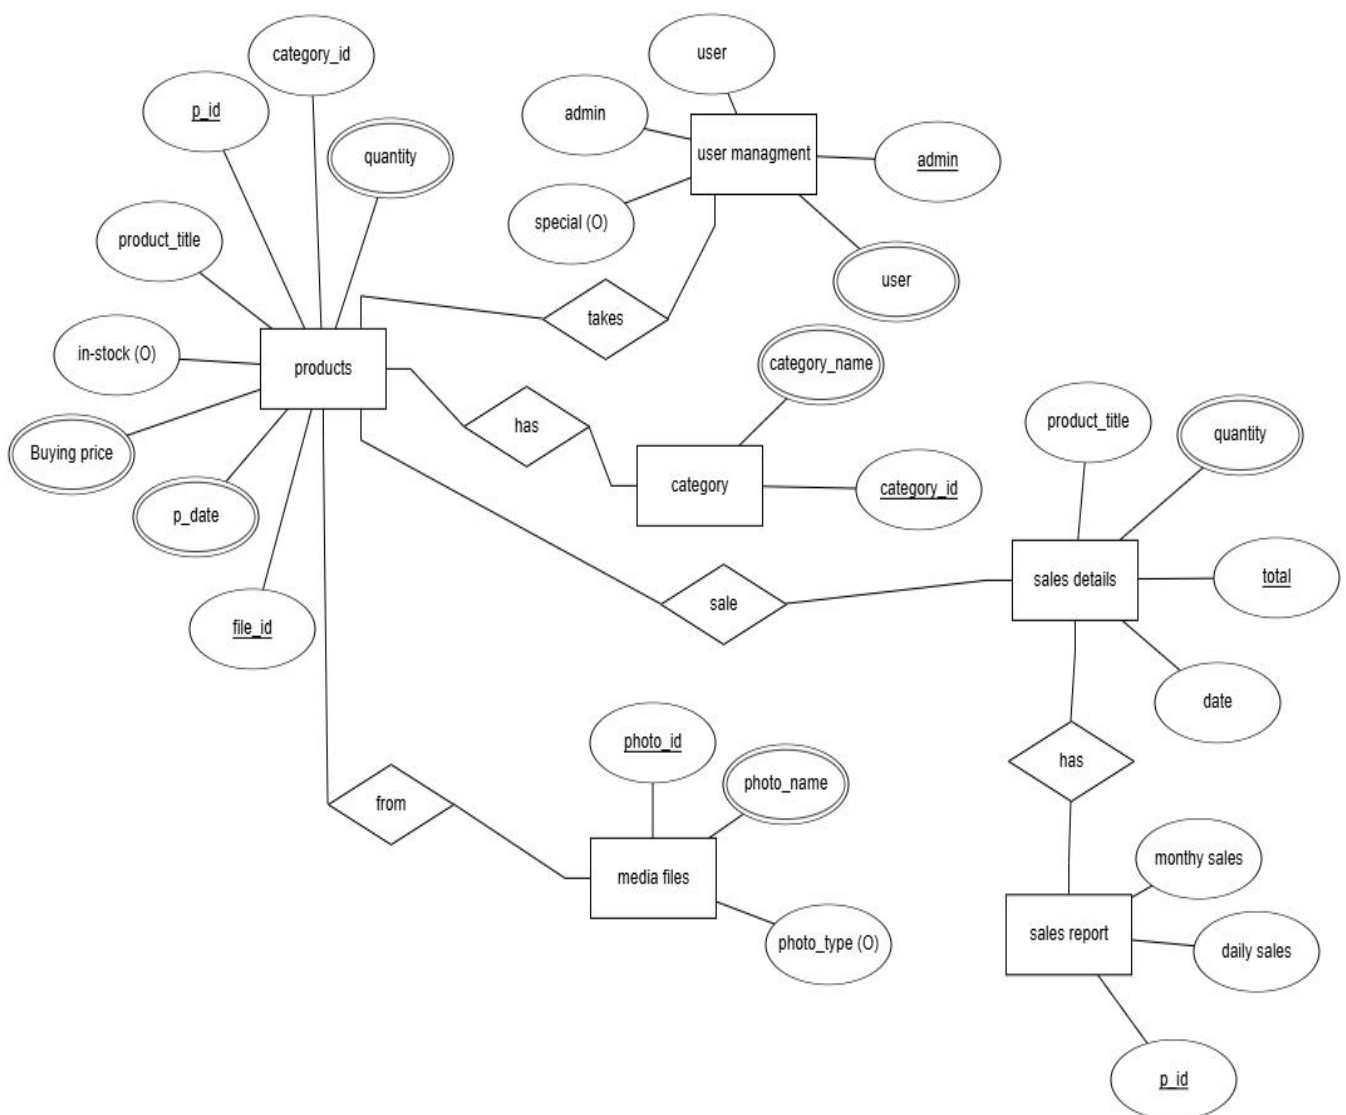 category_id
user
p_id
admin
quantity
user managment
admin
special (O)
product_title
user
takes
in-stock (O)
products
category_name
has
product_title
quantity
Buying price
category
category_id
p_date
sales details
total
sale
file_id
date
photo_id
has
photo_name
from
monthy sales
media files
sales report
photo_type (O)
daily sales
p_id